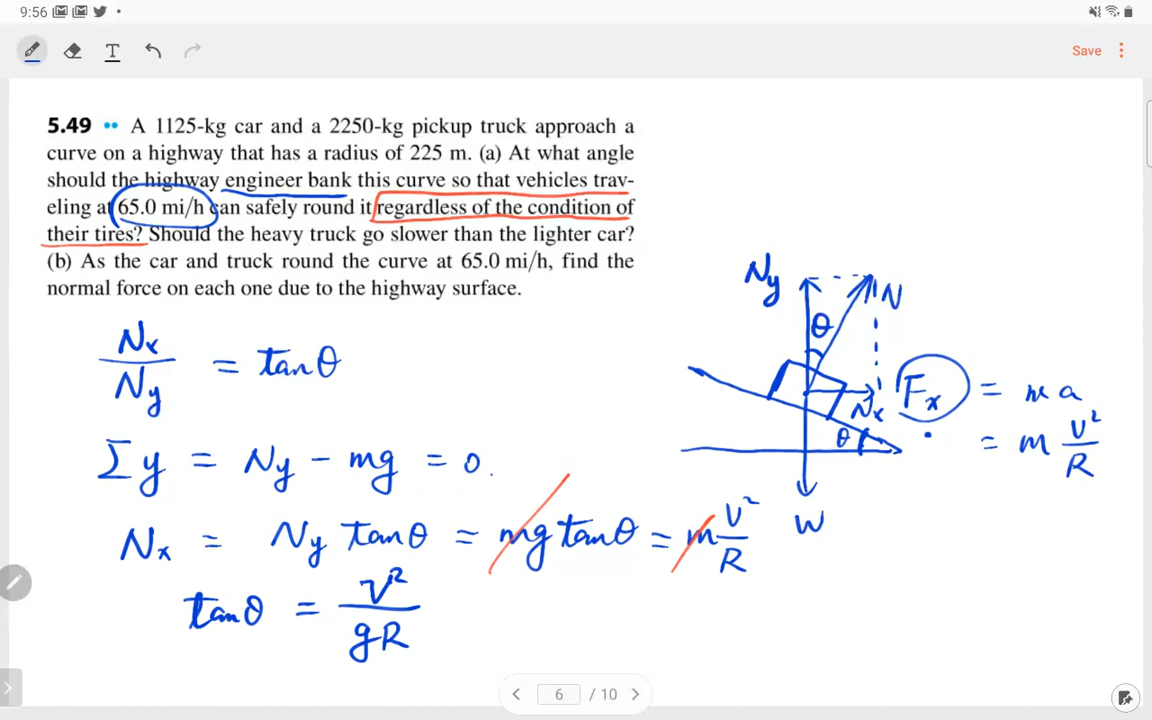 9:56
Save
5.49 •• A 1125-kg car and a 2250-kg pickup truck approach a
curve on a highway that has a radius of 225 m. (a) At what angle
should the highway engineer bank this curve so that vehicles trav-
eling at 65.0 mi/h can safely round it regardless of the condition of
their tires? Should the heavy truck go slower than the lighter car?
(b) As the car and truck round the curve at 65.0 mi/h, find the
normal force on each one due to the highway surface.
Nx / Ny = tanθ
Σy = Ny − mg = 0.
Nx = Ny tanθ = mg tanθ = m V² / R
tanθ = V² / gR
Ny
N
θ
Nx
Fx = ma
= m V² / R
θ
W
6 / 10